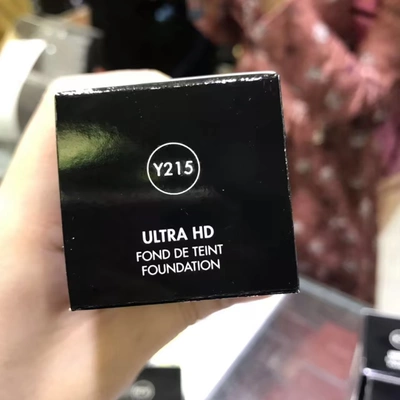 Y215
ULTRA HD
FOND DE TEINT
FOUNDATION